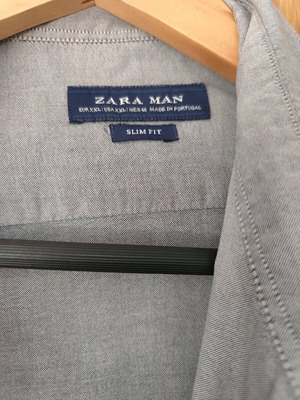 ZARA MAN
EUR XXL | USA XXL | MEX 46 MADE IN PORTUGAL
SLIM FIT